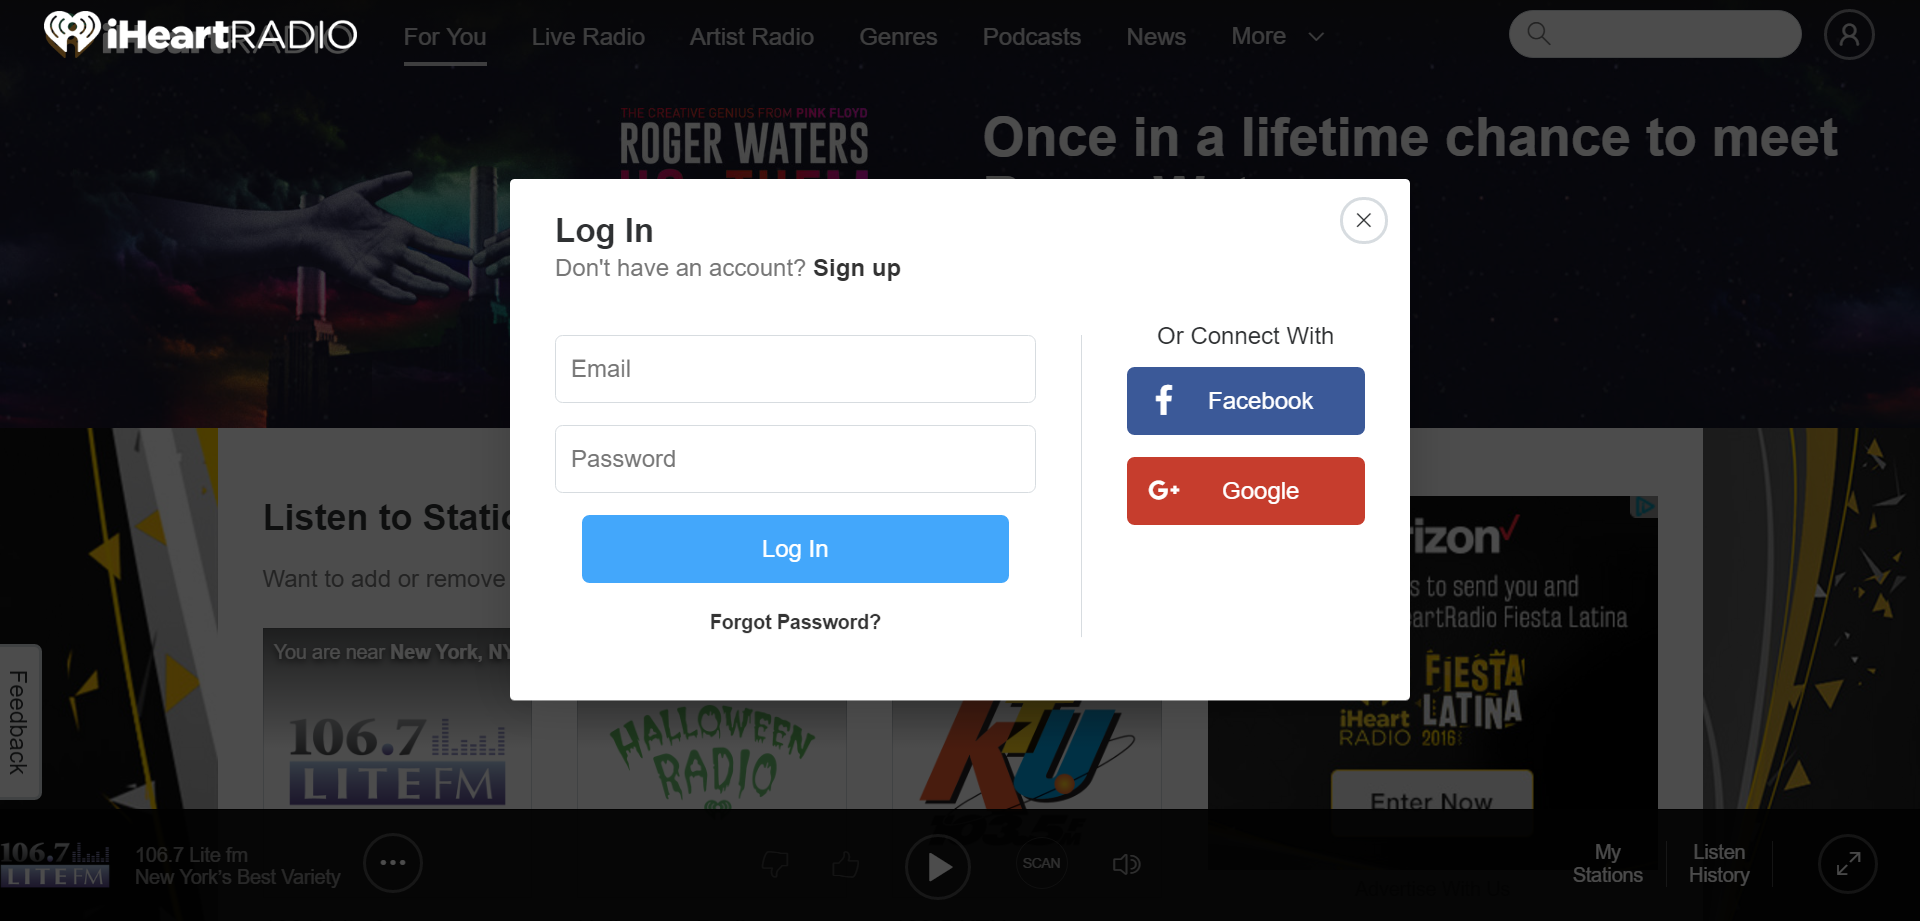 iHeartRADIO
For You
Live Radio
Artist Radio
Genres
Podcasts
News
More
THE CREATIVE GENIUS FROM PINK FLOYD
ROGER WATERS
Once in a lifetime chance to meet
Log In
Don't have an account? Sign up
Email
Password
Log In
Forgot Password?
Or Connect With
Facebook
G+ Google
Listen to
Want to add or remove
You are near New York, NY
106.7
LITE FM
HALLOWEEN
RADIO
KTU
103.5
to send you and
Radio Fiesta Latina
FIESTA
LATINA
iHeart
RADIO 2016
Enter Now
Feedback
106.7
LITE FM
106.7 Lite fm
New York's Best Variety
SCAN
My
Stations
Listen
History